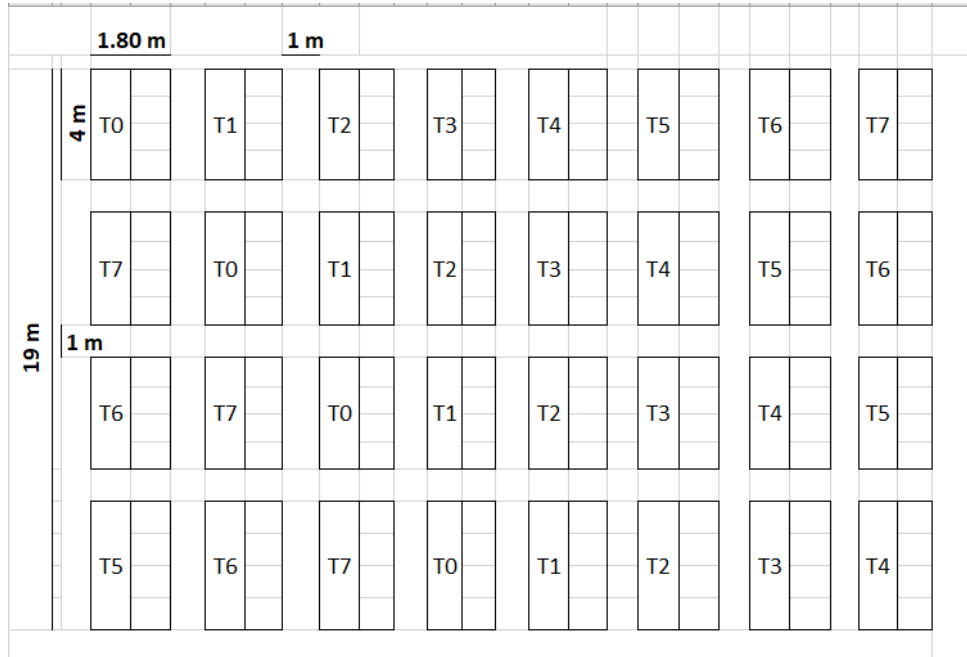 1.80 m 1 m
4 m T0 T1 T2 T3 T4 T5 T6 T7
T7 T0 T1 T2 T3 T4 T5 T6
19 m
1 m
T6 T7 T0 T1 T2 T3 T4 T5
T5 T6 T7 T0 T1 T2 T3 T4